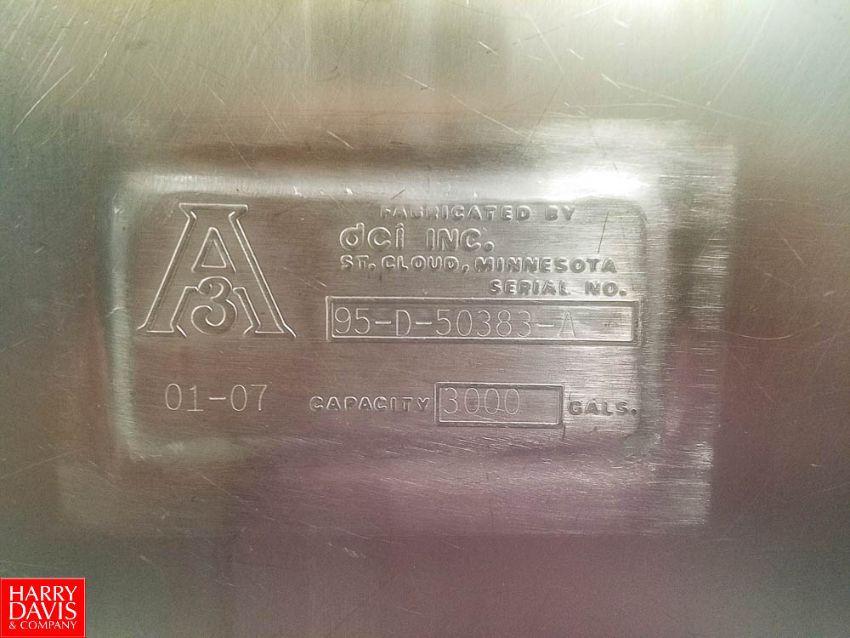 A
3
FABRICATED BY
dci INC.
ST. CLOUD, MINNESOTA
SERIAL NO.
95-D-50383-A
01-07 CAPACITY 3000 GALS.
HARRY
DAVIS
& COMPANY